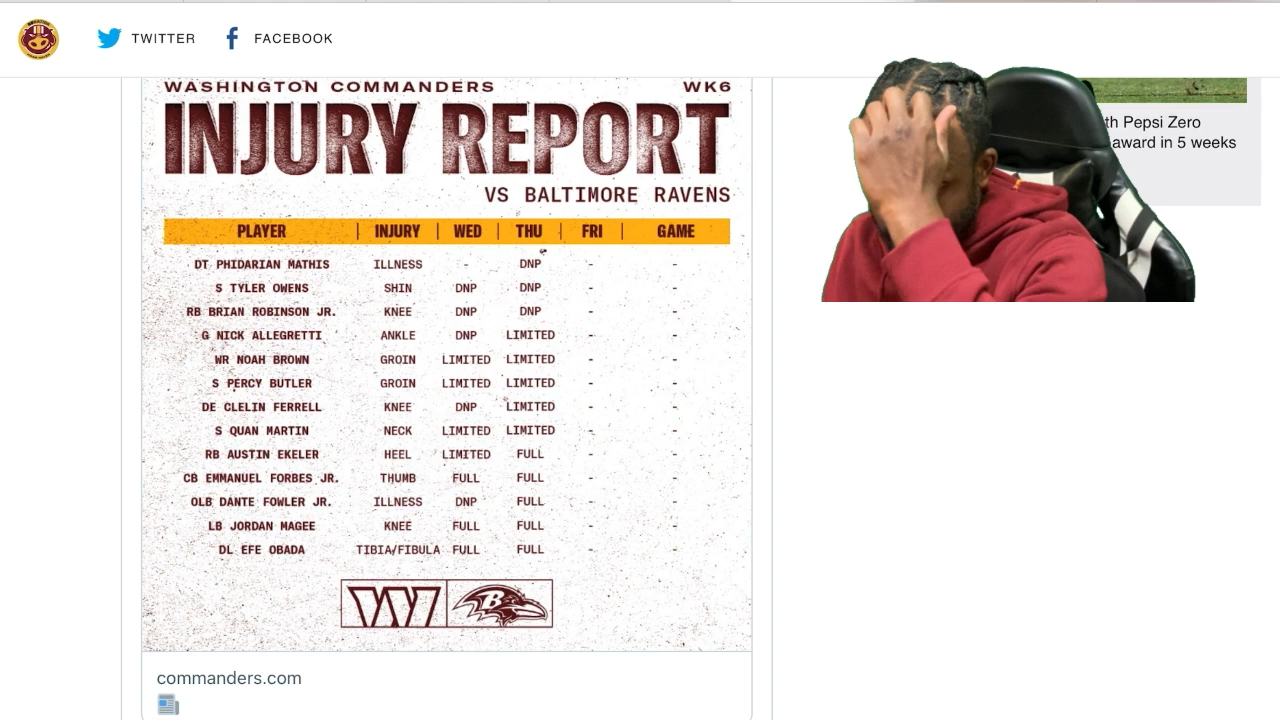 TWITTER FACEBOOK
WASHINGTON COMMANDERS WK6
INJURY REPORT
VS BALTIMORE RAVENS
PLAYER | INJURY | WED | THU | FRI | GAME
DT PHIDARIAN MATHIS ILLNESS - DNP - -
S TYLER OWENS SHIN DNP DNP - -
RB BRIAN ROBINSON JR. KNEE DNP DNP - -
G NICK ALLEGRETTI ANKLE DNP LIMITED - -
WR NOAH BROWN GROIN LIMITED LIMITED - -
S PERCY BUTLER GROIN LIMITED LIMITED - -
DE CLELIN FERRELL KNEE DNP LIMITED - -
S QUAN MARTIN NECK LIMITED LIMITED - -
RB AUSTIN EKELER HEEL LIMITED FULL - -
CB EMMANUEL FORBES JR. THUMB FULL FULL - -
OLB DANTE FOWLER JR. ILLNESS DNP FULL - -
LB JORDAN MAGEE KNEE FULL FULL - -
DL EFE OBADA TIBIA/FIBULA FULL FULL - -
B
commanders.com
th Pepsi Zero
award in 5 weeks